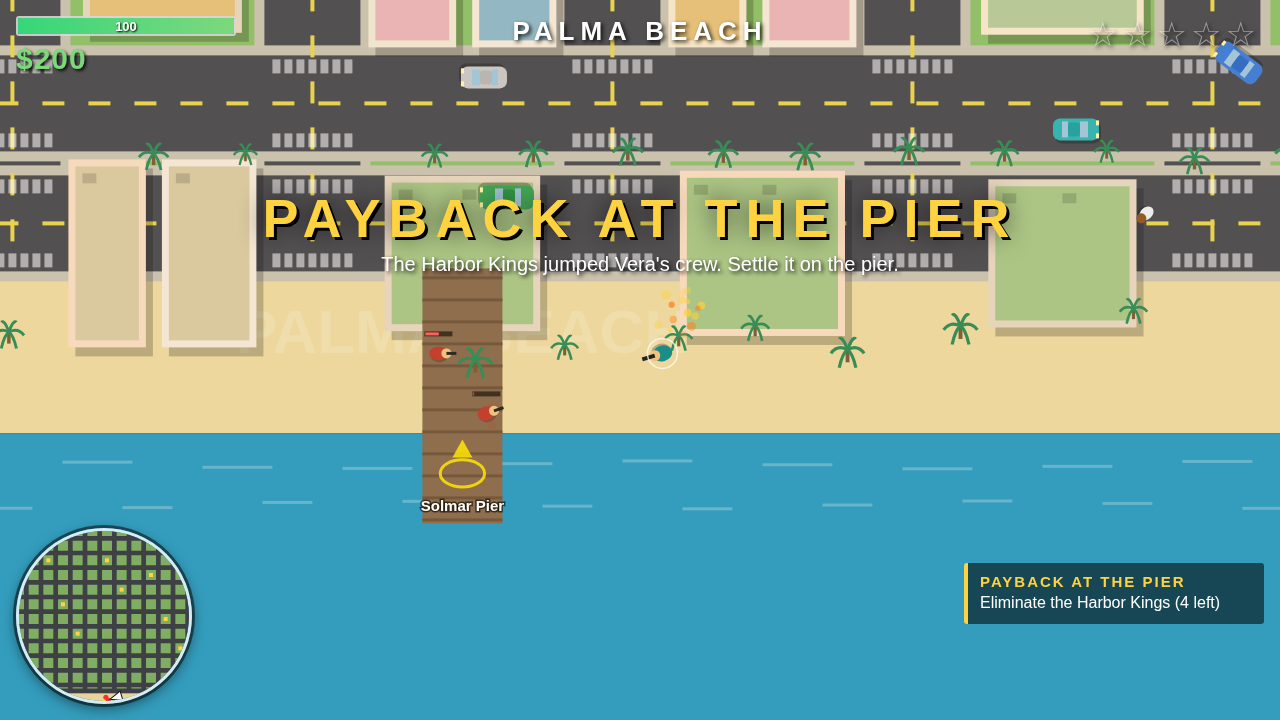 100
PALMA BEACH
$200
PAYBACK AT THE PIER
The Harbor Kings jumped Vera's crew. Settle it on the pier.
PALMA BEACH
Solmar Pier
PAYBACK AT THE PIER
Eliminate the Harbor Kings (4 left)